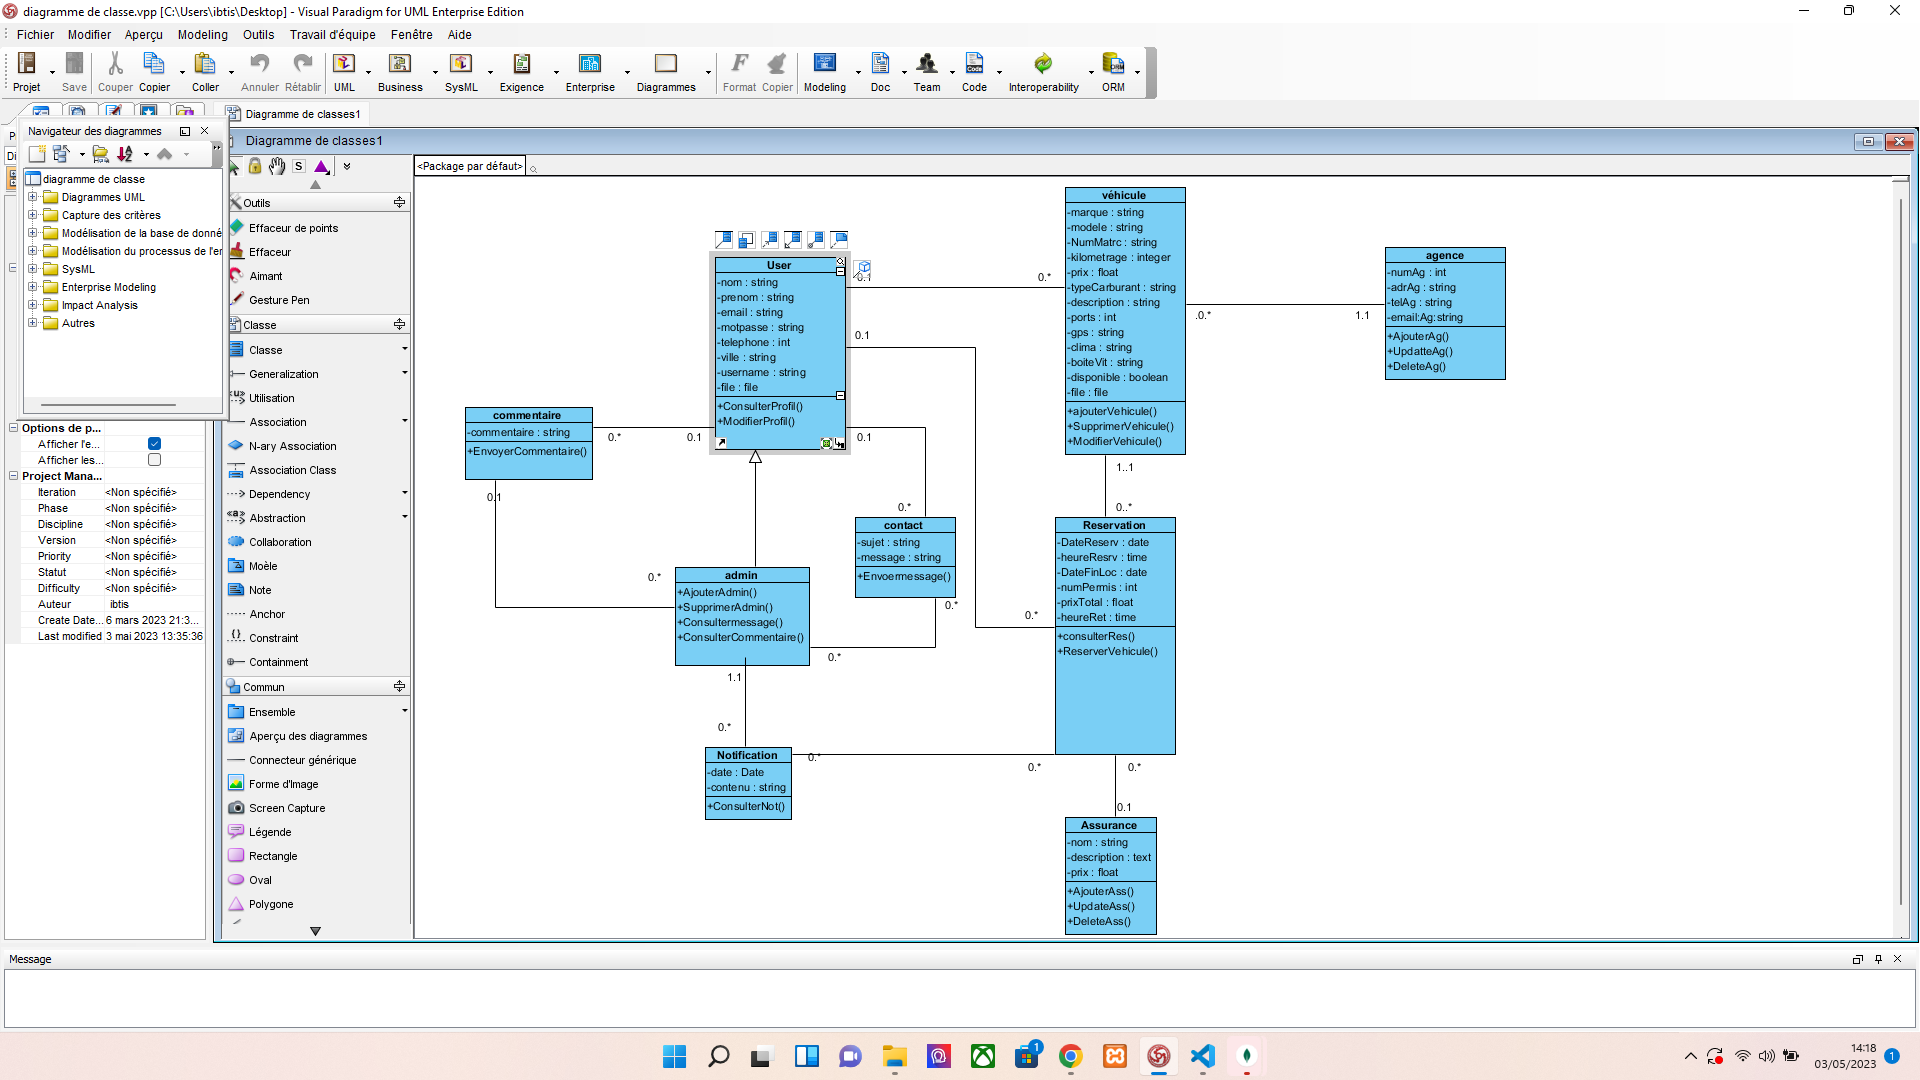 diagramme de classe.vpp [C:\Users\ibtis\Desktop] - Visual Paradigm for UML Enterprise Edition
Fichier Modifier Aperçu Modeling Outils Travail d'équipe Fenêtre Aide
Projet Save Couper Copier Coller Annuler Rétablir UML Business SysML Exigence Enterprise Diagrammes Format Copier Modeling Doc Team Code Interoperability ORM
Diagramme de classes1
Navigateur des diagrammes
diagramme de classe
Diagrammes UML
Capture des critères
Modélisation de la base de donné
Modélisation du processus de l'er
SysML
Enterprise Modeling
Impact Analysis
Autres
Options de p...
Afficher l'e...
Afficher les...
Project Mana...
Iteration <Non spécifié>
Phase <Non spécifié>
Discipline <Non spécifié>
Version <Non spécifié>
Priority <Non spécifié>
Statut <Non spécifié>
Difficulty <Non spécifié>
Auteur ibtis
Create Date... 6 mars 2023 21:3...
Last modified 3 mai 2023 13:35:36
Diagramme de classes1
S
Outils
Effaceur de points
Effaceur
Aimant
Gesture Pen
Classe
Classe
Generalization
Utilisation
Association
N-ary Association
Association Class
Dependency
Abstraction
Collaboration
Moèle
Note
Anchor
Constraint
Containment
Commun
Ensemble
Aperçu des diagrammes
Connecteur générique
Forme d'Image
Screen Capture
Légende
Rectangle
Oval
Polygone
<Package par défaut>
User
-nom : string
-prenom : string
-email : string
-motpasse : string
-telephone : int
-ville : string
-username : string
-file : file
+ConsulterProfil()
+ModifierProfil()
0.1
0.*
0.1
0.1
0.1
0.*
véhicule
-marque : string
-modele : string
-NumMatrc : string
-kilometrage : integer
-prix : float
-typeCarburant : string
-description : string
-ports : int
-gps : string
-clima : string
-boiteVit : string
-disponible : boolean
-file : file
+ajouterVehicule()
+SupprimerVehicule()
+ModifierVehicule()
.0.*
1.1
agence
-numAg : int
-adrAg : string
-telAg : string
-email:Ag:string
+AjouterAg()
+UpdatteAg()
+DeleteAg()
commentaire
-commentaire : string
+EnvoyerCommentaire()
0.1
0.*
1..1
0..*
0.*
contact
-sujet : string
-message : string
+Envoermessage()
0.*
0.*
admin
+AjouterAdmin()
+SupprimerAdmin()
+Consultermessage()
+ConsulterCommentaire()
1.1
0.*
0.*
Reservation
-DateReserv : date
-heureResrv : time
-DateFinLoc : date
-numPermis : int
-prixTotal : float
-heureRet : time
+consulterRes()
+ReserverVehicule()
Notification
-date : Date
-contenu : string
+ConsulterNot()
0.*
0.*
0.*
0.1
Assurance
-nom : string
-description : text
-prix : float
+AjouterAss()
+UpdateAss()
+DeleteAss()
Message
1
14:18
03/05/2023
1